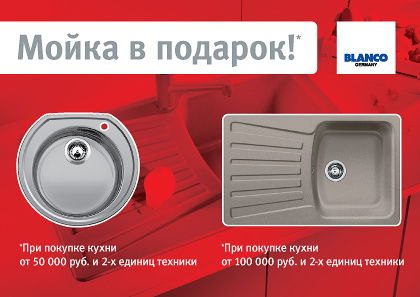 Мойка в подарок!*
BLANCO
GERMANY
*При покупке кухни
от 50 000 руб. и 2-х единиц техники
*При покупке кухни
от 100 000 руб. и 2-х единиц техники